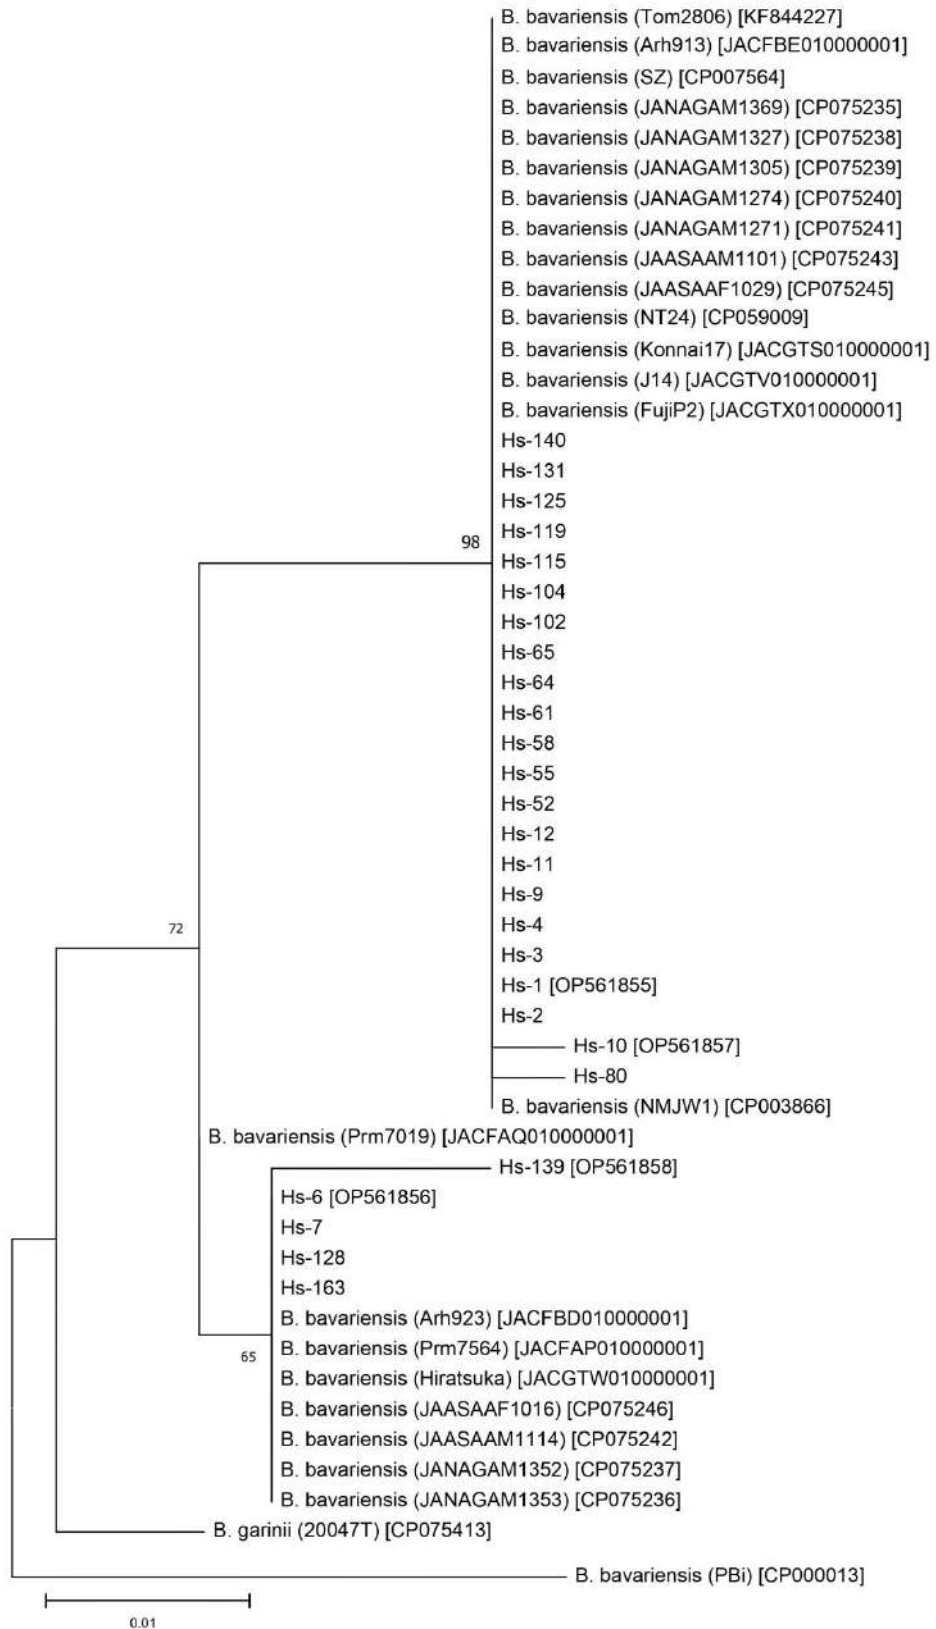 B. bavariensis (Tom2806) [KF844227]
B. bavariensis (Arh913) [JACFBE010000001]
B. bavariensis (SZ) [CP007564]
B. bavariensis (JANAGAM1369) [CP075235]
B. bavariensis (JANAGAM1327) [CP075238]
B. bavariensis (JANAGAM1305) [CP075239]
B. bavariensis (JANAGAM1274) [CP075240]
B. bavariensis (JANAGAM1271) [CP075241]
B. bavariensis (JAASAAM1101) [CP075243]
B. bavariensis (JAASAAF1029) [CP075245]
B. bavariensis (NT24) [CP059009]
B. bavariensis (Konnai17) [JACGTS010000001]
B. bavariensis (J14) [JACGTV010000001]
B. bavariensis (FujiP2) [JACGTX010000001]
Hs-140
Hs-131
Hs-125
Hs-119
98
Hs-115
Hs-104
Hs-102
Hs-65
Hs-64
Hs-61
Hs-58
Hs-55
Hs-52
Hs-12
Hs-11
Hs-9
Hs-4
72
Hs-3
Hs-1 [OP561855]
Hs-2
Hs-10 [OP561857]
Hs-80
B. bavariensis (NMJW1) [CP003866]
B. bavariensis (Prm7019) [JACFAQ010000001]
Hs-139 [OP561858]
Hs-6 [OP561856]
Hs-7
Hs-128
Hs-163
B. bavariensis (Arh923) [JACFBD010000001]
B. bavariensis (Prm7564) [JACFAP010000001]
65
B. bavariensis (Hiratsuka) [JACGTW010000001]
B. bavariensis (JAASAAF1016) [CP075246]
B. bavariensis (JAASAAM1114) [CP075242]
B. bavariensis (JANAGAM1352) [CP075237]
B. bavariensis (JANAGAM1353) [CP075236]
B. garinii (20047T) [CP075413]
B. bavariensis (PBi) [CP000013]
0.01